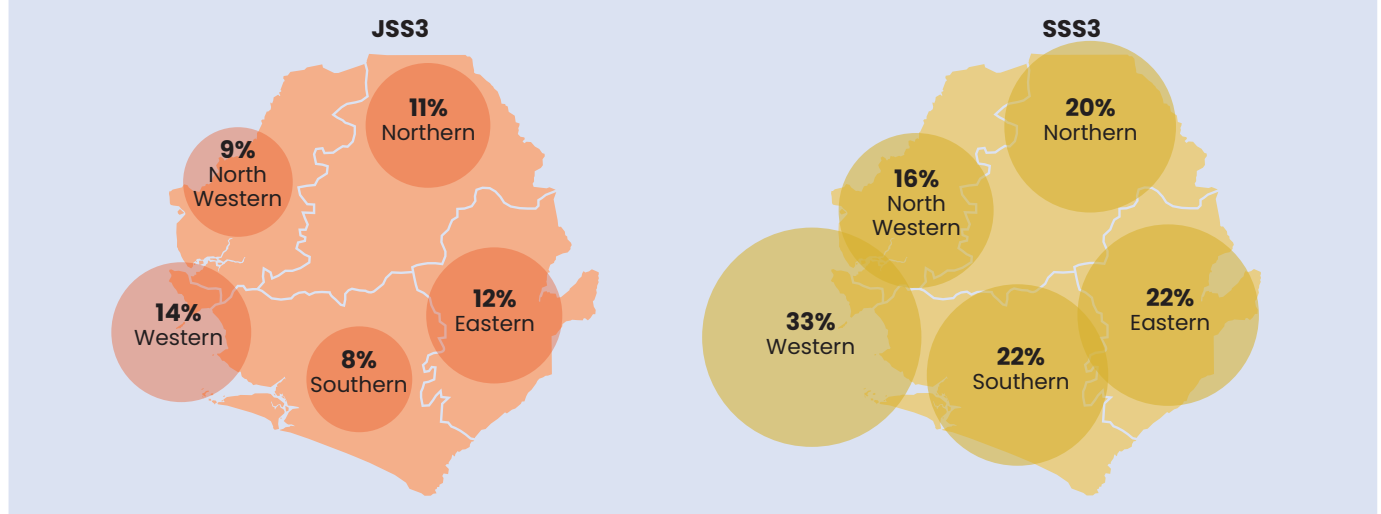 JSS3
11%
Northern
9%
North
Western
14%
Western
12%
Eastern
8%
Southern
SSS3
20%
Northern
16%
North
Western
33%
Western
22%
Eastern
22%
Southern